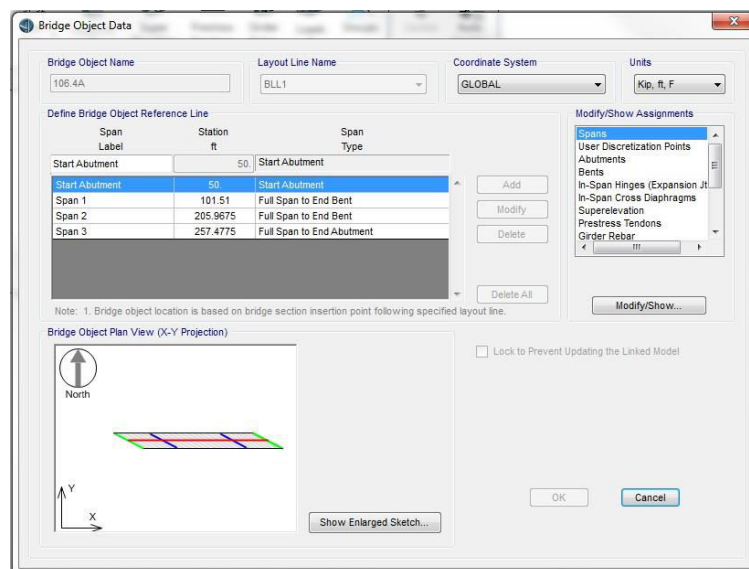 Bridge Object Data
Bridge Object Name
106.4A
Layout Line Name
BLL1
Coordinate System
GLOBAL
Units
Kip, ft, F
Define Bridge Object Reference Line
Span Label Station ft Span Type
Start Abutment 50. Start Abutment
Start Abutment 50. Start Abutment
Span 1 101.51 Full Span to End Bent
Span 2 205.9675 Full Span to End Bent
Span 3 257.4775 Full Span to End Abutment
Add
Modify
Delete
Delete All
Note: 1. Bridge object location is based on bridge section insertion point following specified layout line.
Modify/Show Assignments
Spans
User Discretization Points
Abutments
Bents
In-Span Hinges (Expansion Jt
In-Span Cross Diaphragms
Superelevation
Prestress Tendons
Girder Rebar
Modify/Show...
Bridge Object Plan View (X-Y Projection)
North
Y
X
Show Enlarged Sketch...
Lock to Prevent Updating the Linked Model
OK
Cancel